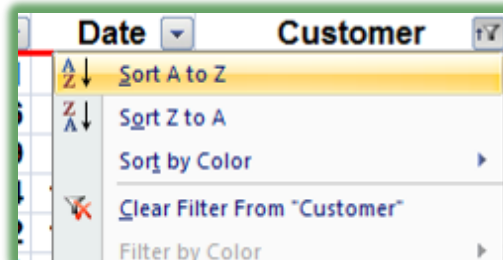 Date Customer
Sort A to Z
Sort Z to A
Sort by Color
Clear Filter From "Customer"
Filter by Color